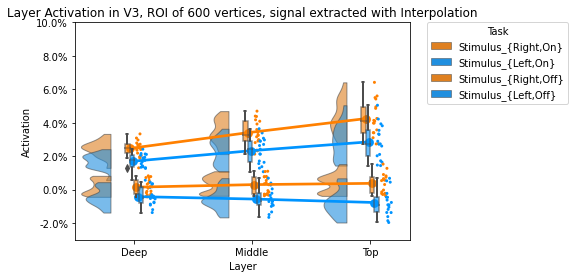 Layer Activation in V3, ROI of 600 vertices, signal extracted with Interpolation
10.0%
8.0%
6.0%
4.0%
2.0%
0.0%
-2.0%
Activation
Deep
Middle
Top
Layer
Task
Stimulus_{Right,On}
Stimulus_{Left,On}
Stimulus_{Right,Off}
Stimulus_{Left,Off}